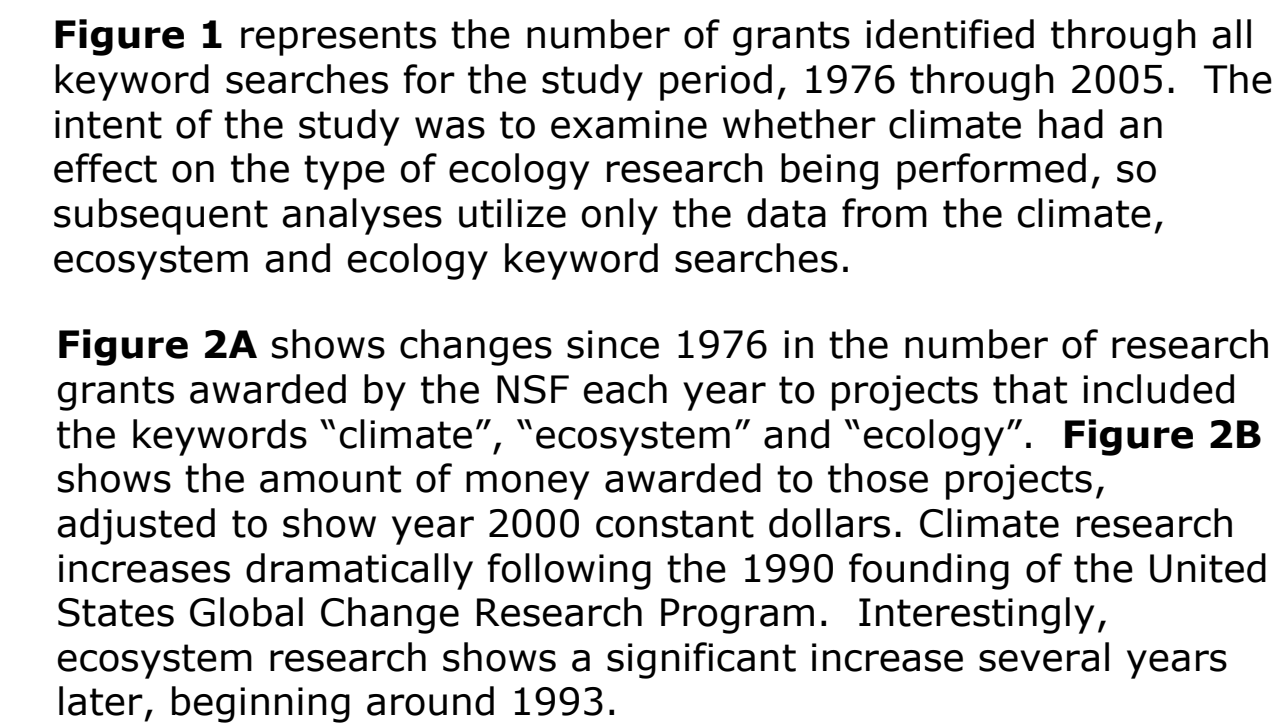 Figure 1 represents the number of grants identified through all
keyword searches for the study period, 1976 through 2005.  The
intent of the study was to examine whether climate had an
effect on the type of ecology research being performed, so
subsequent analyses utilize only the data from the climate,
ecosystem and ecology keyword searches.
Figure 2A shows changes since 1976 in the number of research
grants awarded by the NSF each year to projects that included
the keywords “climate”, “ecosystem” and “ecology”.  Figure 2B
shows the amount of money awarded to those projects,
adjusted to show year 2000 constant dollars. Climate research
increases dramatically following the 1990 founding of the United
States Global Change Research Program.  Interestingly,
ecosystem research shows a significant increase several years
later, beginning around 1993.